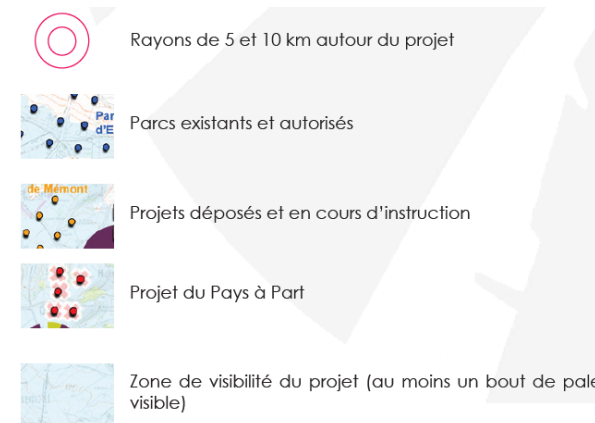 Rayons de 5 et 10 km autour du projet
Par
d'E
Parcs existants et autorisés
de Mémont
Projets déposés et en cours d'instruction
Projet du Pays à Part
Zone de visibilité du projet (au moins un bout de pale
visible)